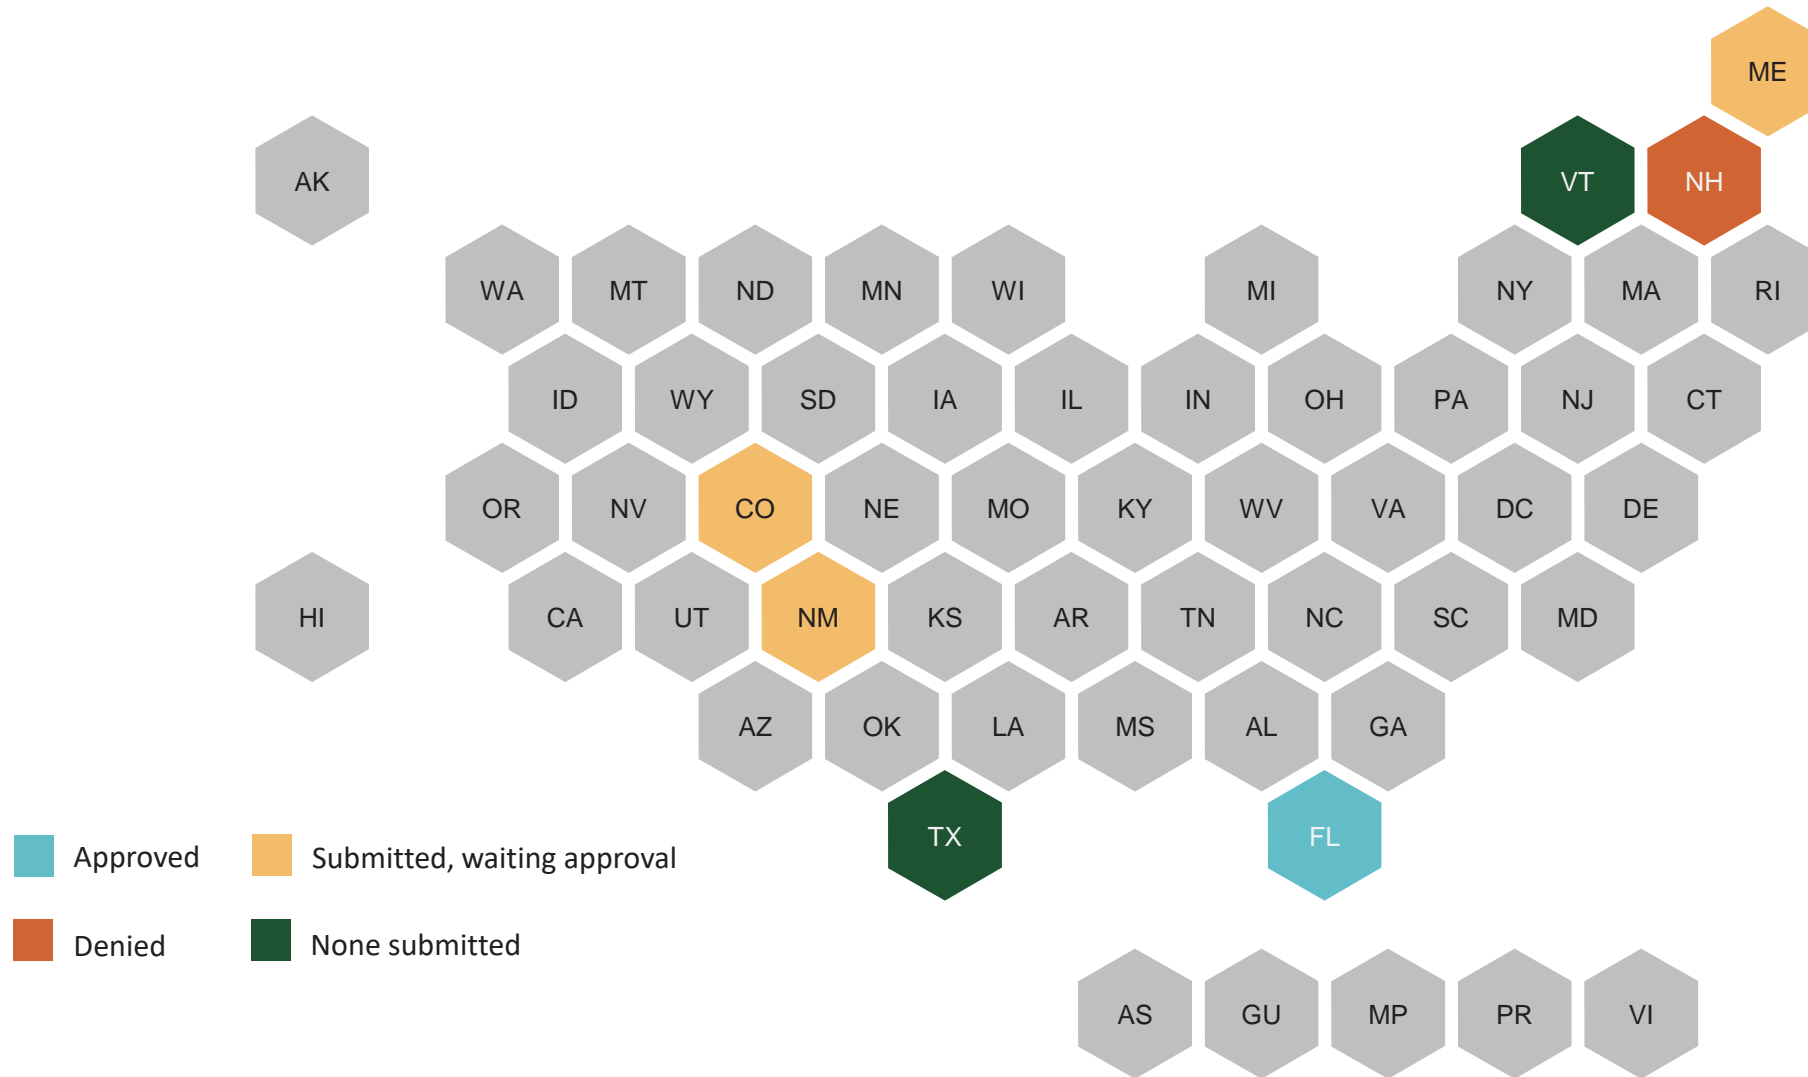 ME
AK VT NH
WA MT ND MN WI MI NY MA RI
ID WY SD IA IL IN OH PA NJ CT
OR NV CO NE MO KY WV VA DC DE
HI CA UT NM KS AR TN NC SC MD
AZ OK LA MS AL GA
TX FL
Approved Submitted, waiting approval
Denied None submitted
AS GU MP PR VI